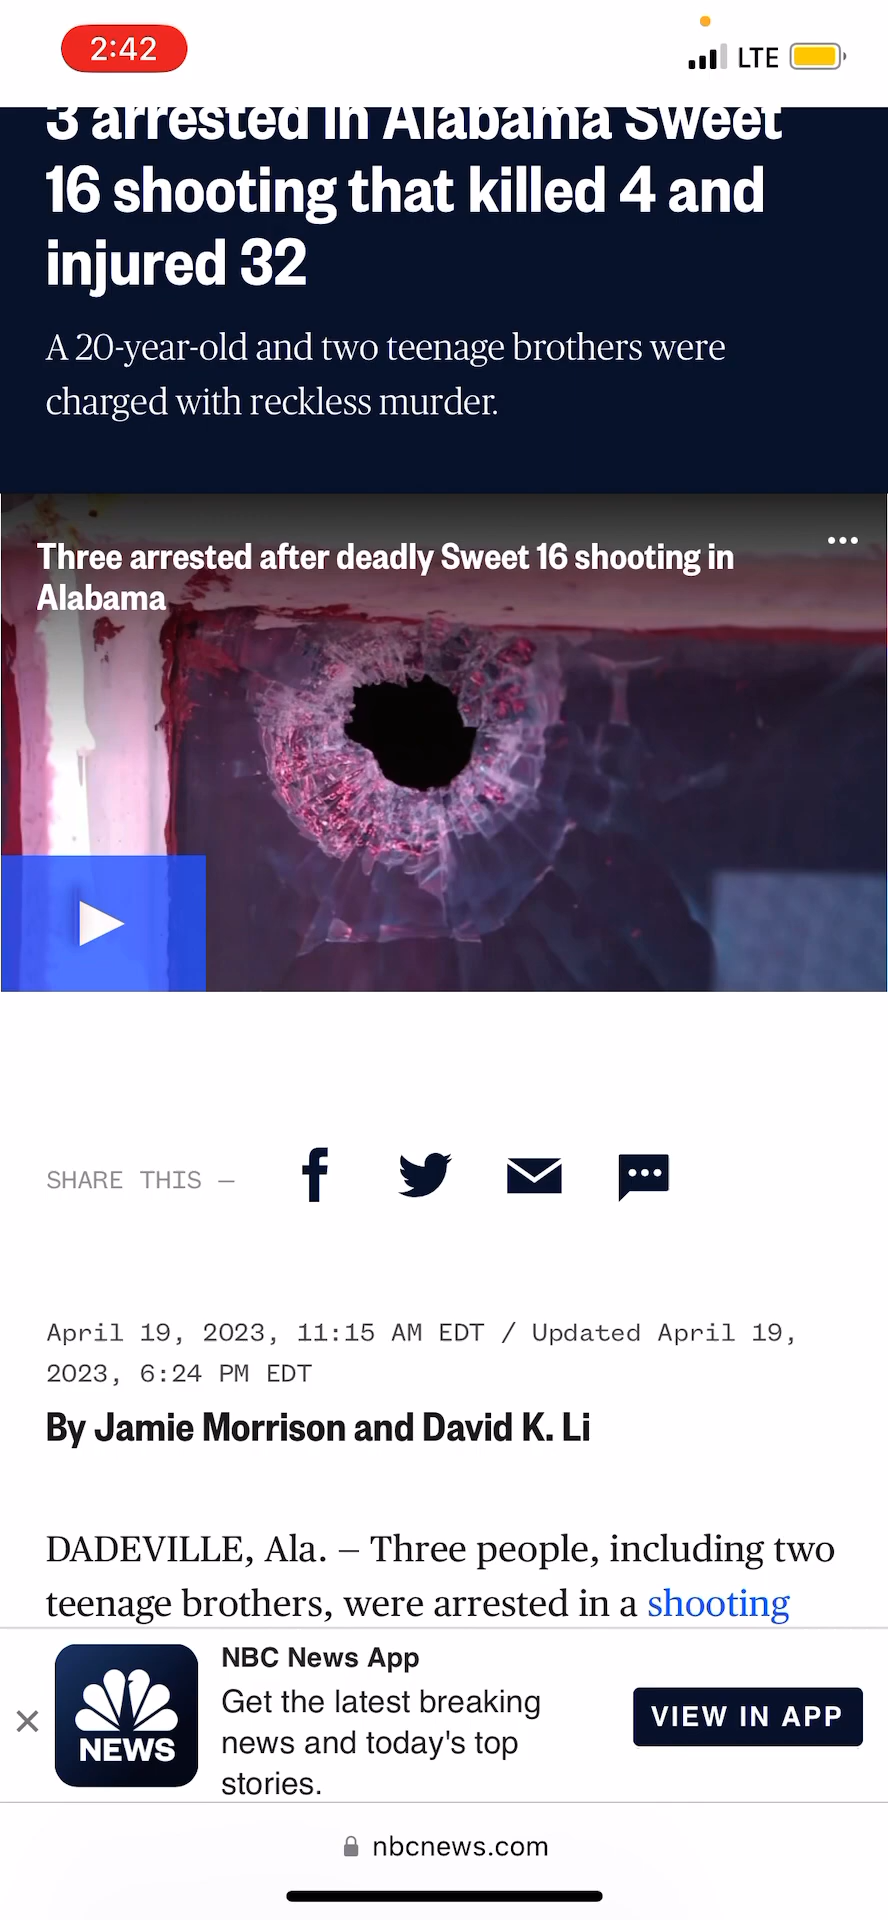 2:42
LTE
3 arrested in Alabama Sweet
16 shooting that killed 4 and
injured 32
A 20-year-old and two teenage brothers were
charged with reckless murder.
Three arrested after deadly Sweet 16 shooting in
Alabama
SHARE THIS —
April 19, 2023, 11:15 AM EDT / Updated April 19,
2023, 6:24 PM EDT
By Jamie Morrison and David K. Li
DADEVILLE, Ala. — Three people, including two
teenage brothers, were arrested in a shooting
NBC News App
Get the latest breaking
news and today's top
stories.
NEWS
VIEW IN APP
nbcnews.com